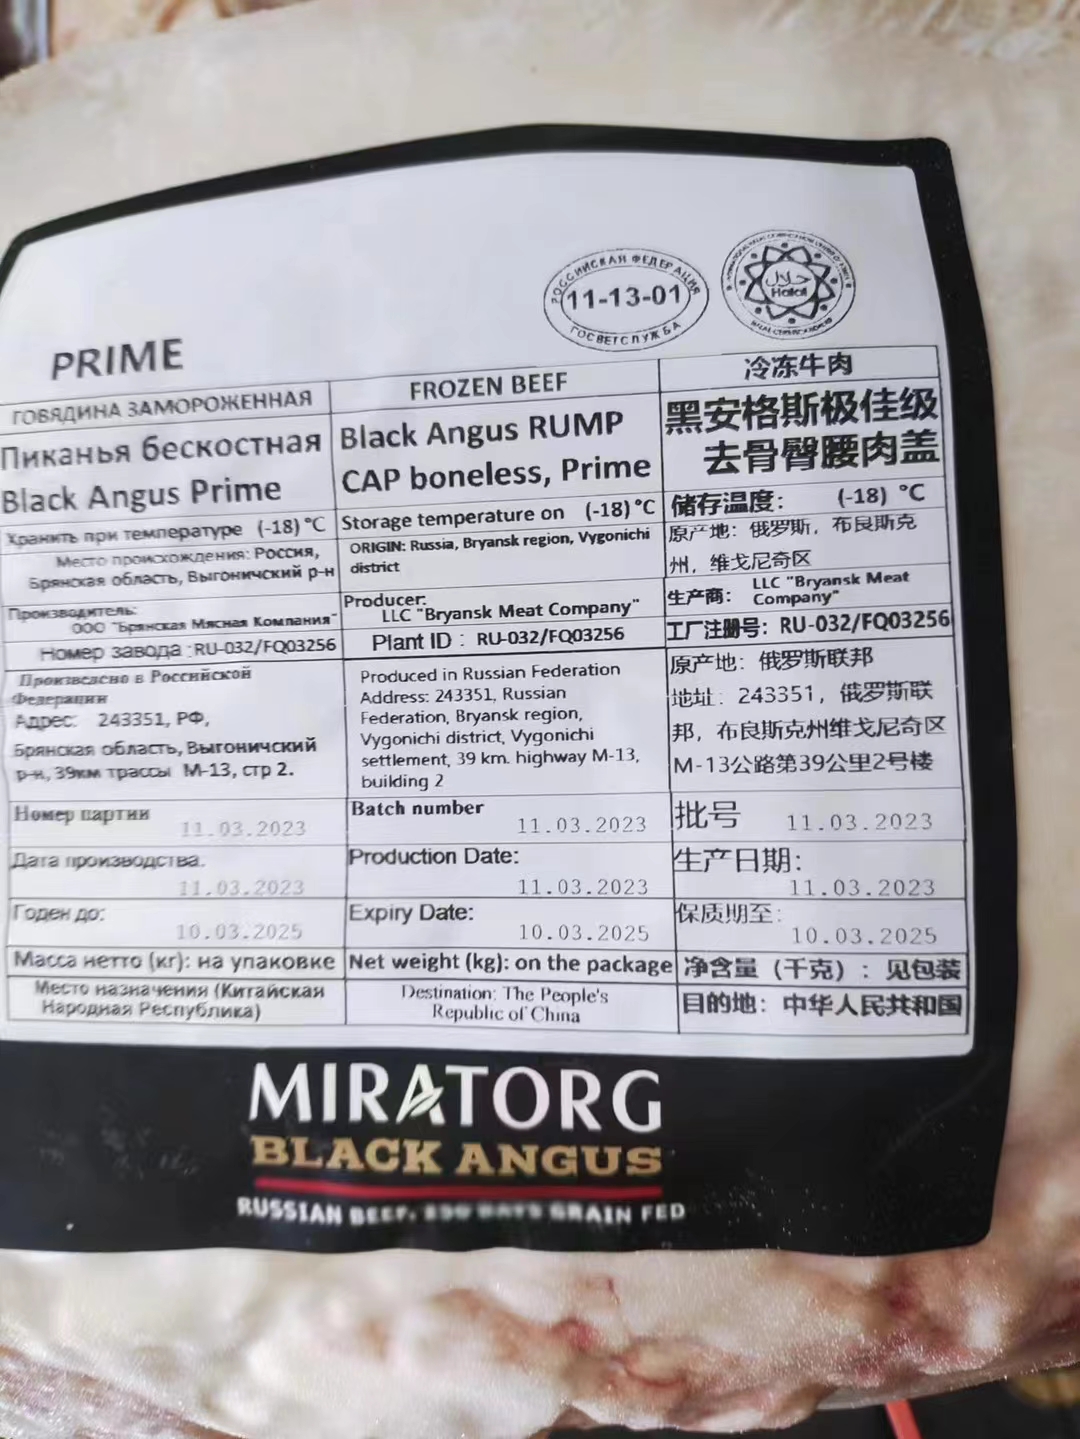 РОССИЙСКАЯ ФЕДЕРАЦИЯ
11-13-01
ГОСВЕТСЛУЖБА
حلال
Halal
PRIME
ГОВЯДИНА ЗАМОРОЖЕННАЯ
Пиканья бескостная
Black Angus Prime
Хранить при температуре (-18) °C
Место происхождения: Россия,
Брянская область, Выгоничский р-н
Производитель:
ООО "Брянская Мясная Компания"
Номер завода :RU-032/FQ03256
Произведено в Российской
Федерации
Адрес: 243351, РФ,
Брянская область, Выгоничский
р-н, 39км трассы М-13, стр 2.
Номер партии
11.03.2023
Дата производства:
11.03.2023
Годен до:
10.03.2025
Масса нетто (кг): на упаковке
Место назначения (Китайская
Народная Республика)
FROZEN BEEF
Black Angus RUMP
CAP boneless, Prime
Storage temperature on (-18) °C
ORIGIN: Russia, Bryansk region, Vygonichi
district
Producer:
LLC "Bryansk Meat Company"
Plant ID : RU-032/FQ03256
Produced in Russian Federation
Address: 243351, Russian
Federation, Bryansk region,
Vygonichi district, Vygonichi
settlement, 39 km. highway M-13,
building 2
Batch number
11.03.2023
Production Date:
11.03.2023
Expiry Date:
10.03.2025
Net weight (kg): on the package
Destination: The People's
Republic of China
冷冻牛肉
黑安格斯极佳级
去骨臀腰肉盖
储存温度: (-18) °C
原产地: 俄罗斯, 布良斯克
州, 维戈尼奇区
生产商: LLC "Bryansk Meat
Company"
工厂注册号: RU-032/FQ03256
原产地: 俄罗斯联邦
地址: 243351, 俄罗斯联
邦, 布良斯克州维戈尼奇区
M-13公路第39公里2号楼
批号
11.03.2023
生产日期:
11.03.2023
保质期至:
10.03.2025
净含量（千克）: 见包装
目的地: 中华人民共和国
MIRATORG
BLACK ANGUS
RUSSIAN BEEF. DAYS GRAIN FED